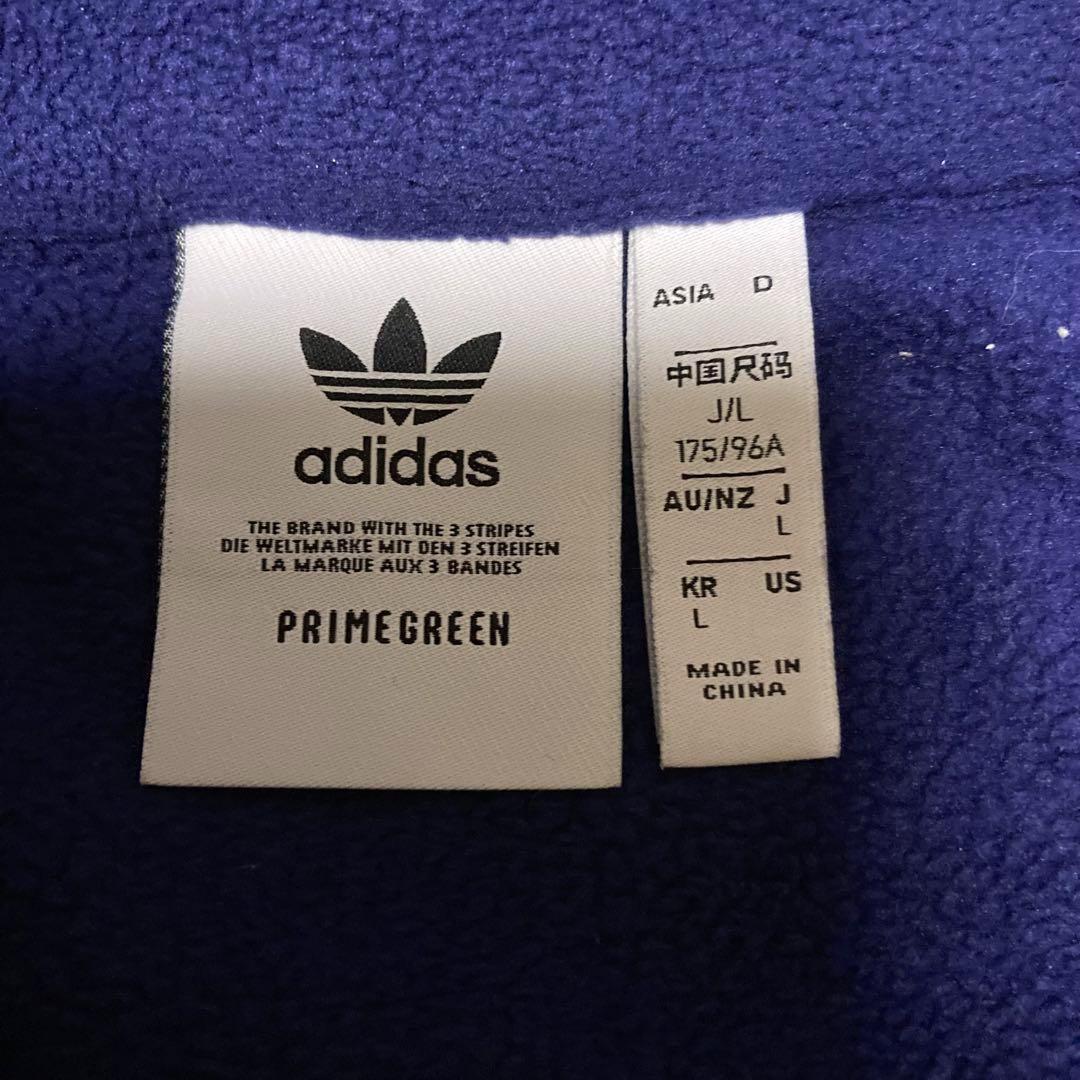 adidas
THE BRAND WITH THE 3 STRIPES
DIE WELTMARKE MIT DEN 3 STREIFEN
LA MARQUE AUX 3 BANDES
PRIMEGREEN
ASIA D
中国尺码
J/L
175/96A
AU/NZ J
L
KR US
L
MADE IN
CHINA